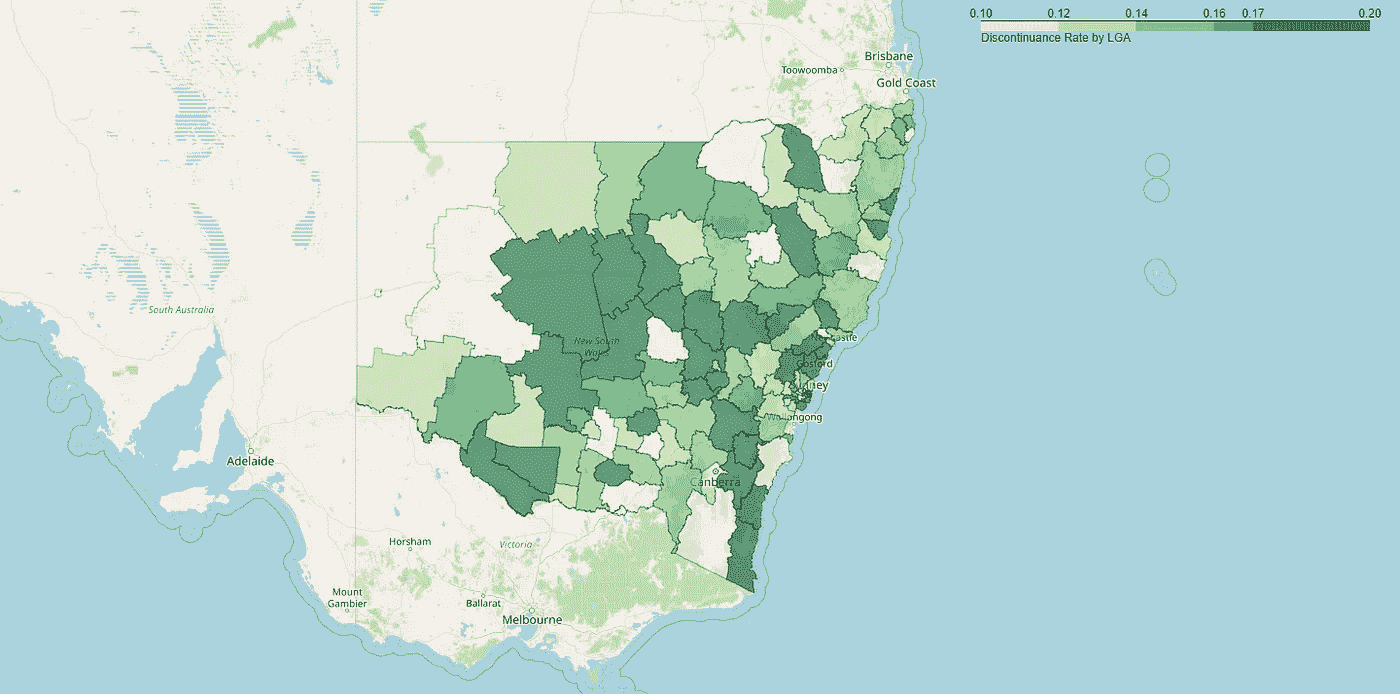 0.10 0.12 0.14 0.16 0.17 0.20
Discontinuance Rate by LGA
Brisbane
Toowoomba
Gold Coast
South Australia
New South
Wales
Newcastle
Gosford
Sydney
Wollongong
Adelaide
Canberra
Horsham
Victoria
Mount
Gambier
Ballarat
Melbourne